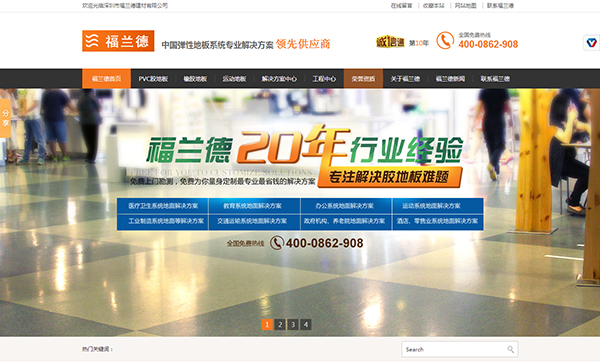 欢迎光临深圳市福兰德建材有限公司
在线留言 | 收藏本站 | 网站地图 | 联系福兰德
福兰德
中国弹性地板系统专业解决方案 领先供应商
诚信通 第10年
全国免费热线
400-0862-908
福兰德首页 PVC胶地板 橡胶地板 运动地板 解决方案中心 工程中心 荣誉资质 关于福兰德 福兰德新闻 联系福兰德
分享
福兰德20年行业经验
FREE FOR YOU TO CUSTOMIZE SOLUTIONS
免费上门勘测，免费为你量身定制最专业最省钱的解决方案
专注解决胶地板难题
医疗卫生系统地面解决方案 教育系统地面解决方案 办公系统地面解决方案 运动系统地面解决方案
工业制造系统地面等解决方案 交通运输系统地面解决方案 政府机构、养老院地面解决方案 酒店、零售业系统地面解决方案
全国免费热线 400-0862-908
1 2 3 4
热门关键词：
Search